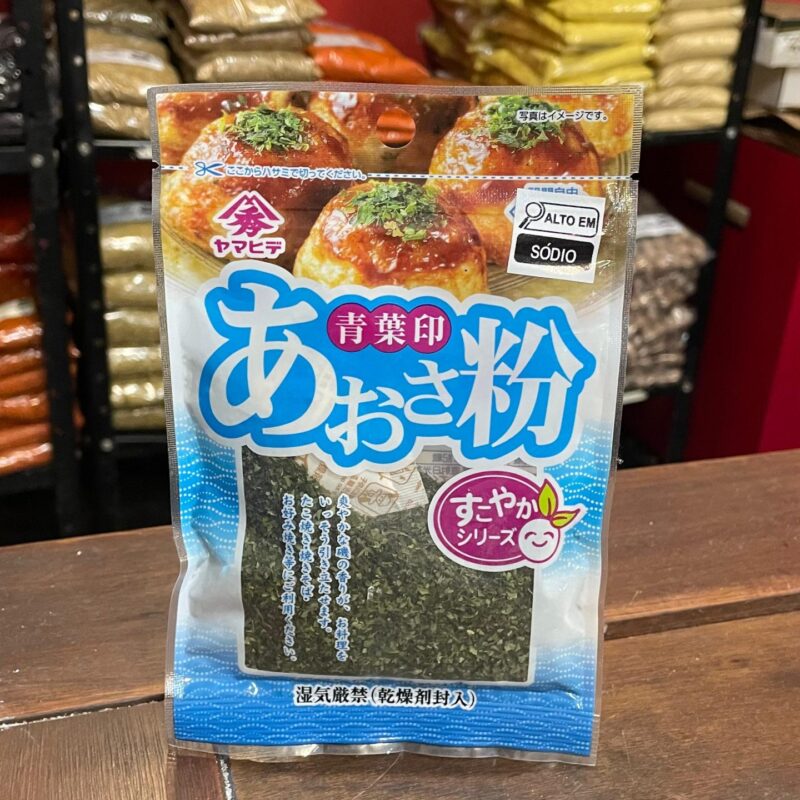 写真はイメージです。
ここからハサミで切ってください。
ALTO EM
SÓDIO
秀
ヤマヒデ
青葉印
あおさ粉
すこやか
シリーズ
爽やかな磯の香りが、お料理を
いっそう引き立たせます。
たこ焼き・焼きそば・
お好み焼き等にご利用ください。
湿気厳禁(乾燥剤封入)